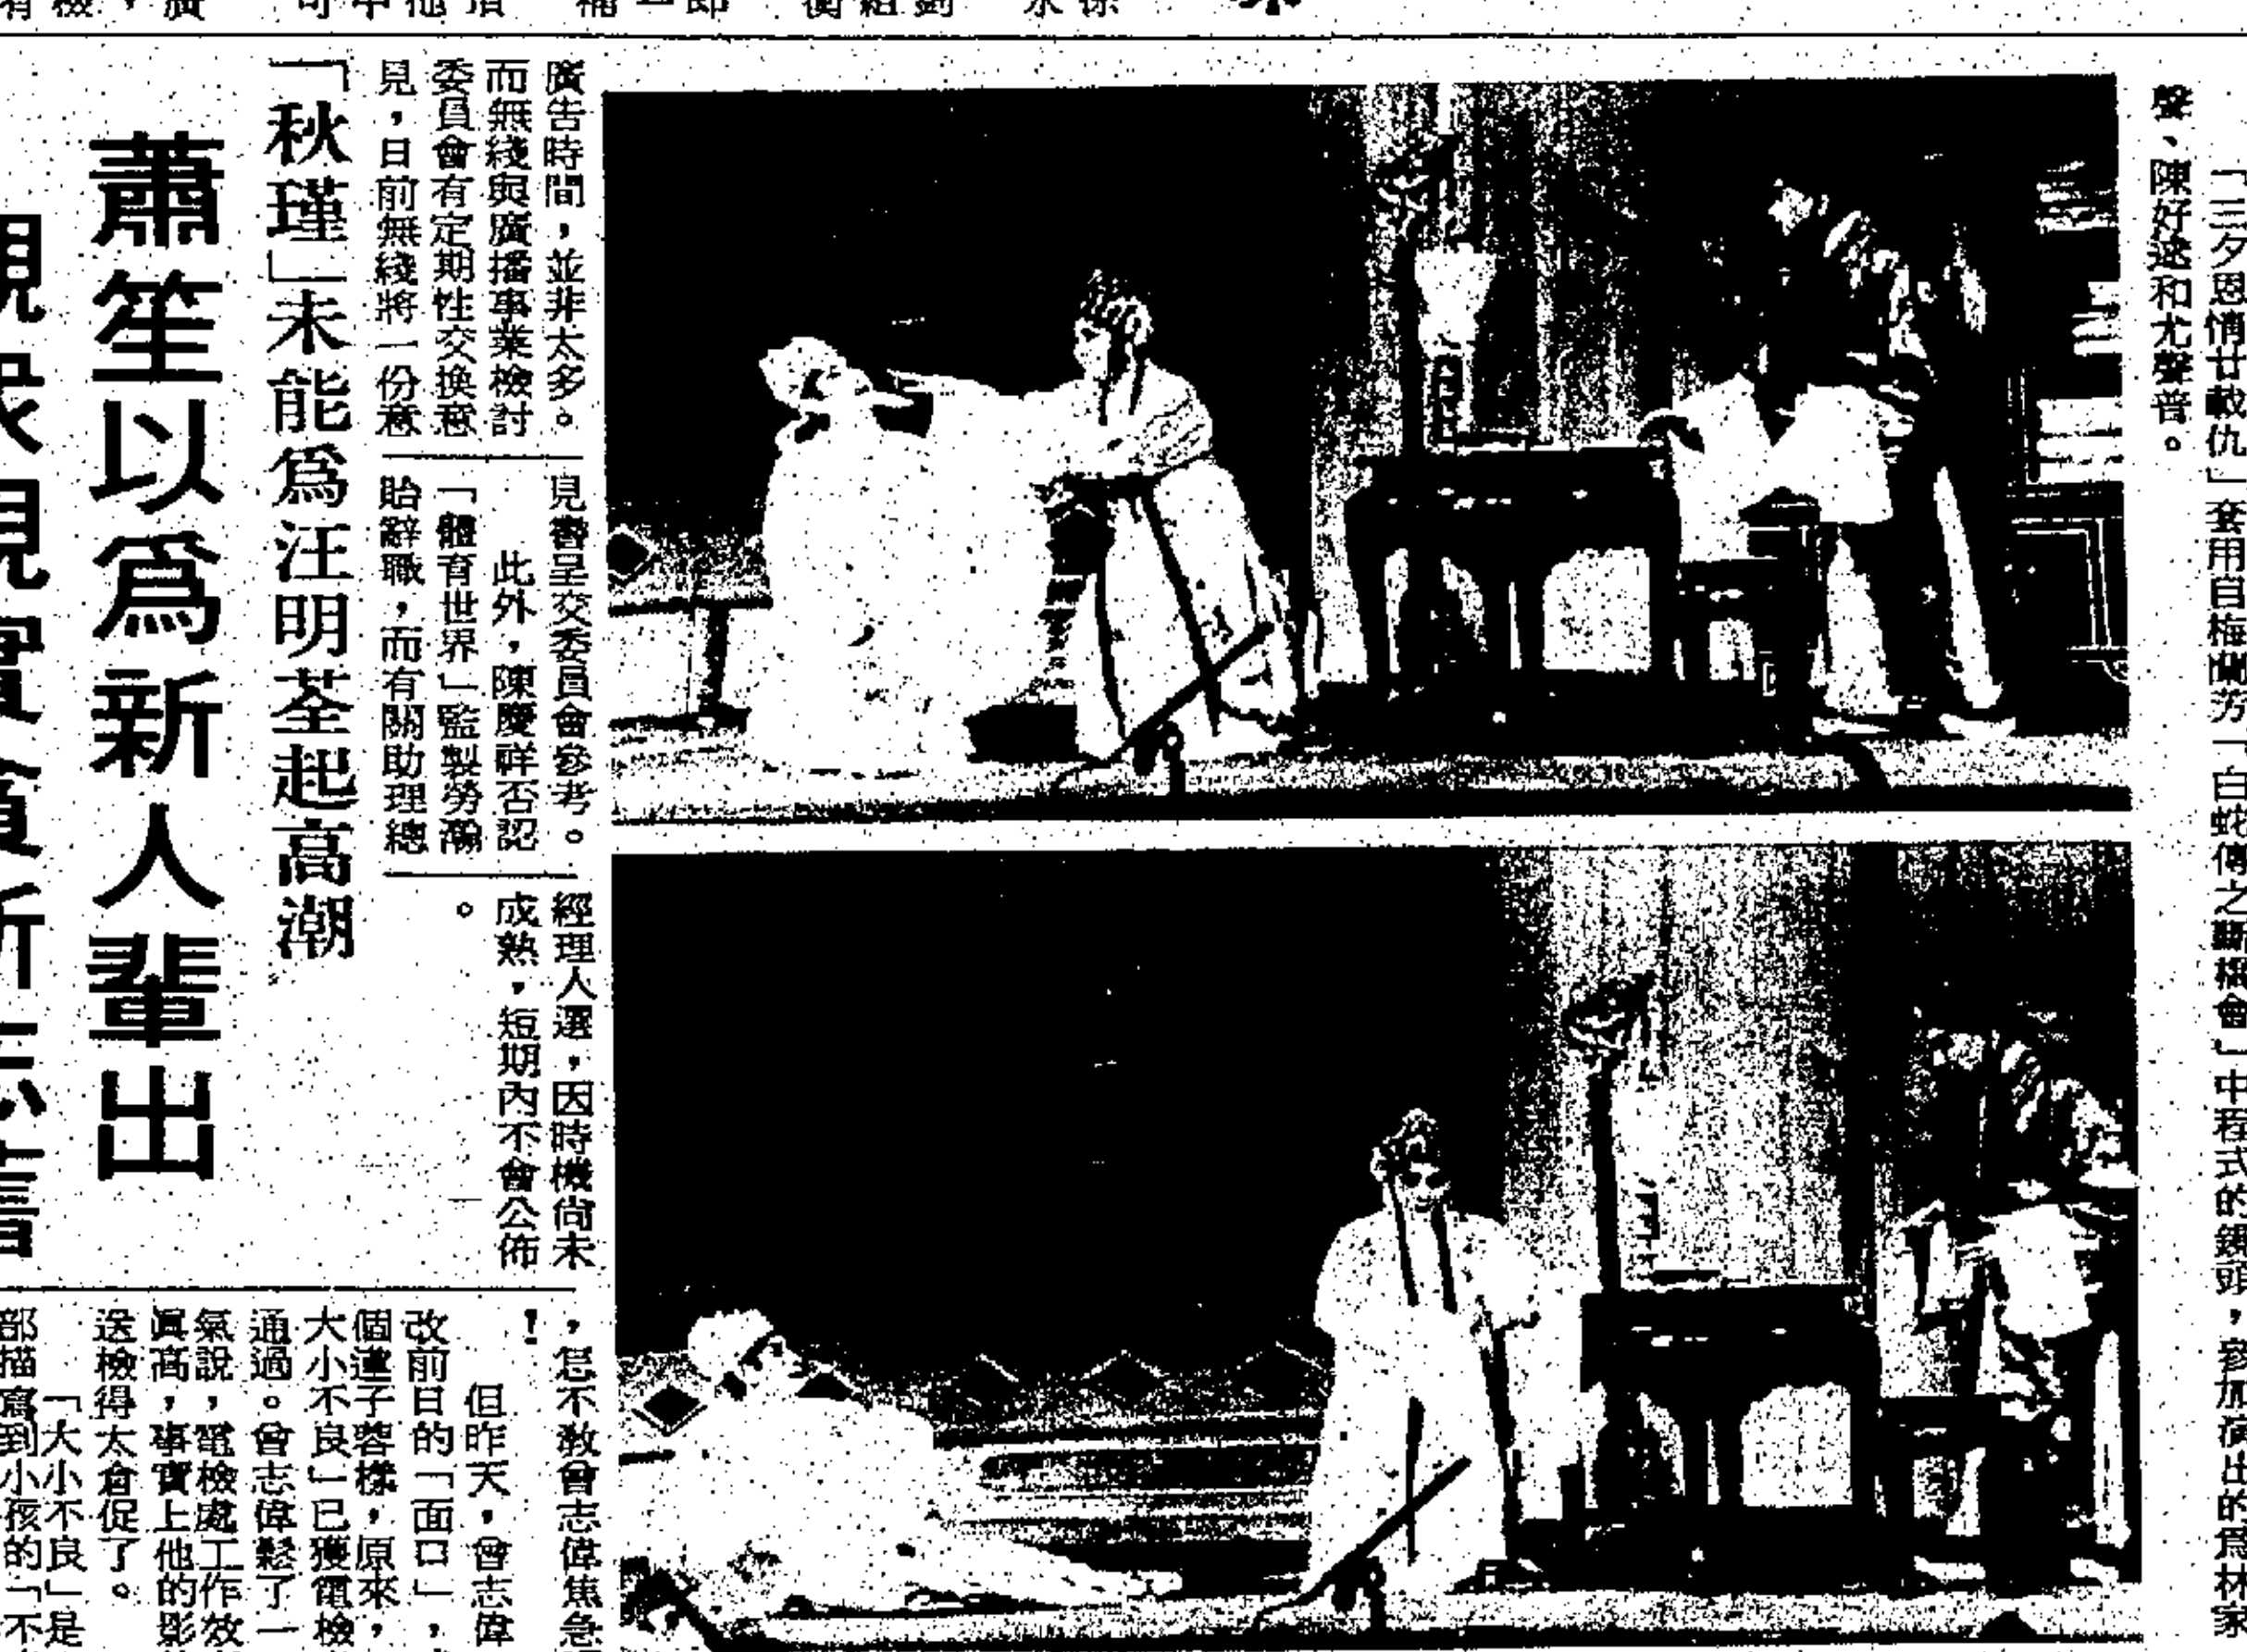 「三夕恩情廿載仇」套用自梅蘭芳「白蛇傳之斷橋會」中程式的鏡頭，參加演出的爲林家
聲、陳好逑和尤聲普。
廣告時間，並非太多。
而無綫與廣播事業檢討
委員會有定期性交換意
見，日前無綫將一份意
見書呈交委員會參考。
此外，陳慶祥否認
「體育世界」監製勞瀚
貽辭職，而有關助理總
經理人選，因時機尚未
成熟，短期內不會公佈
。
「秋瑾」未能爲汪明荃起高潮
蕭笙以爲新人輩出
，怎不教曾志偉焦急
！
但昨天，曾志偉
改前日的「面口」，
個蓮子蓉樣，原來，
大小不良」已獲電檢
通過。曾志偉鬆了一
氣說，電檢處工作效
眞高，事實上他的影
送檢得太倉促了。
「大小不良」是
部描寫到小孩的「不